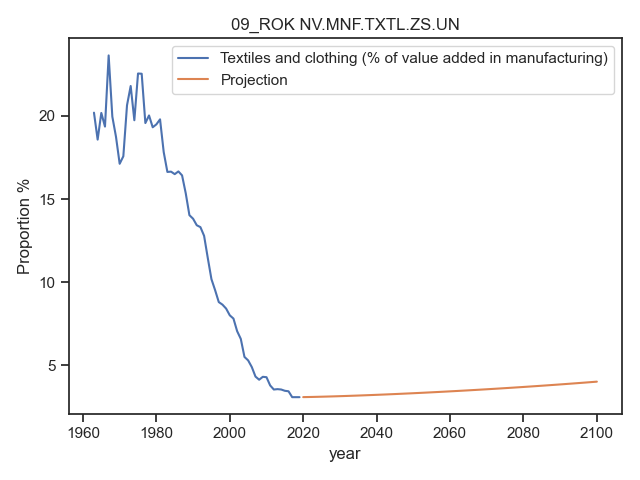 09_ROK NV.MNF.TXTL.ZS.UN
Textiles and clothing (% of value added in manufacturing)
Projection
Proportion %
20
15
10
5
1960 1980 2000 2020 2040 2060 2080 2100
year